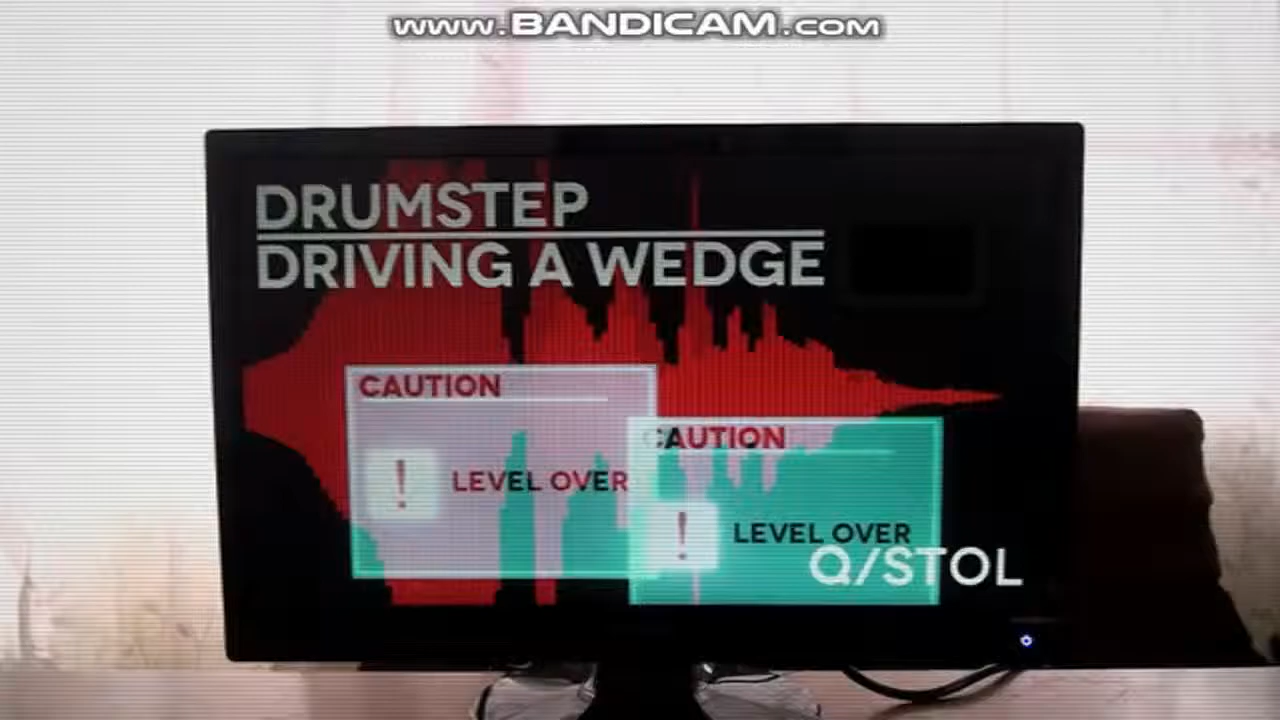 www.BANDICAM.com
DRUMSTEP
DRIVING A WEDGE
CAUTION
CAUTION
! LEVEL OVER
! LEVEL OVER
Q/STOL